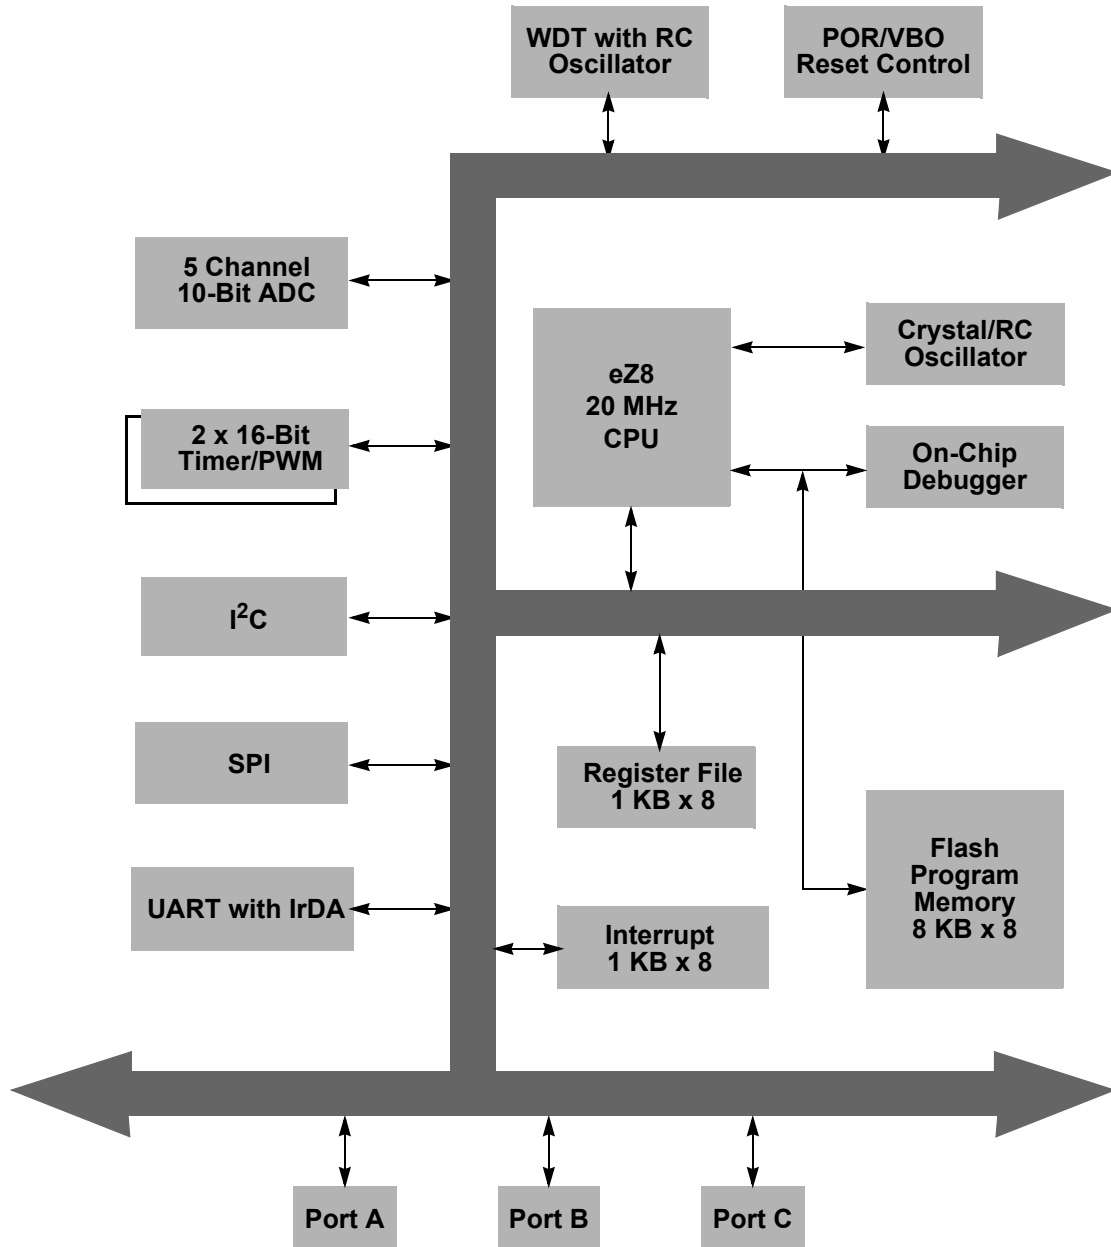 WDT with RC
Oscillator
POR/VBO
Reset Control
5 Channel
10-Bit ADC
eZ8
20 MHz
CPU
Crystal/RC
Oscillator
2 x 16-Bit
Timer/PWM
On-Chip
Debugger
I²C
SPI
Register File
1 KB x 8
Flash
Program
Memory
8 KB x 8
UART with IrDA
Interrupt
1 KB x 8
Port A
Port B
Port C